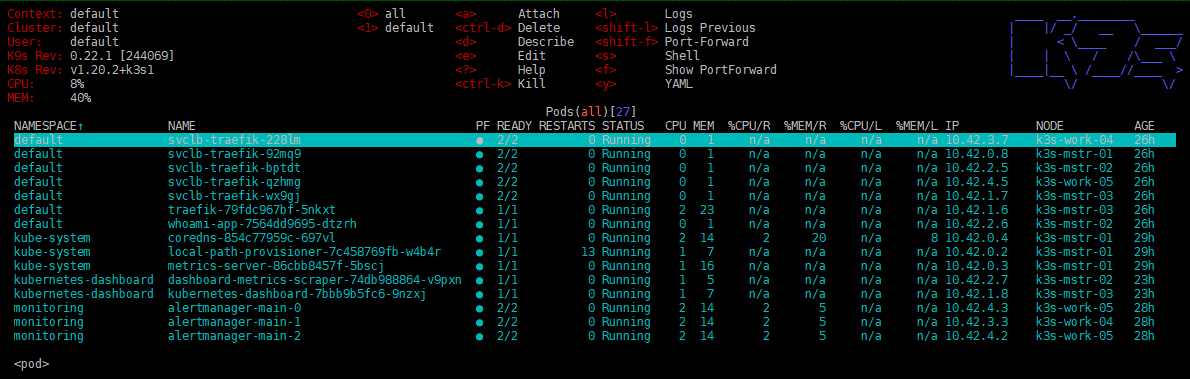 Context: default <0> all <a> Attach <l> Logs
Cluster: default <1> default <ctrl-d> Delete <shift-l> Logs Previous
User: default <d> Describe <shift-f> Port-Forward
K9s Rev: 0.22.1 [244069] <e> Edit <s> Shell
K8s Rev: v1.20.2+k3s1 <?> Help <f> Show PortForward
CPU: 8% <ctrl-k> Kill <y> YAML
MEM: 40%
Pods(all)[27]
NAMESPACE↑ NAME PF READY RESTARTS STATUS CPU MEM %CPU/R %MEM/R %CPU/L %MEM/L IP NODE AGE
default svclb-traefik-228lm ● 2/2 0 Running 0 1 n/a n/a n/a n/a 10.42.3.7 k3s-work-04 26h
default svclb-traefik-92mq9 ● 2/2 0 Running 0 1 n/a n/a n/a n/a 10.42.0.8 k3s-mstr-01 26h
default svclb-traefik-bptdt ● 2/2 0 Running 0 1 n/a n/a n/a n/a 10.42.2.5 k3s-mstr-02 26h
default svclb-traefik-qzhmg ● 2/2 0 Running 0 1 n/a n/a n/a n/a 10.42.4.5 k3s-work-05 26h
default svclb-traefik-wx9gj ● 2/2 0 Running 0 1 n/a n/a n/a n/a 10.42.1.7 k3s-mstr-03 26h
default traefik-79fdc967bf-5nkxt ● 1/1 0 Running 2 23 n/a n/a n/a n/a 10.42.1.6 k3s-mstr-03 26h
default whoami-app-7564dd9695-dtzrh ● 1/1 0 Running 0 1 n/a n/a n/a n/a 10.42.2.6 k3s-mstr-02 26h
kube-system coredns-854c77959c-697vl ● 1/1 0 Running 2 14 2 20 n/a 8 10.42.0.4 k3s-mstr-01 29h
kube-system local-path-provisioner-7c458769fb-w4b4r ● 1/1 13 Running 1 7 n/a n/a n/a n/a 10.42.0.2 k3s-mstr-01 29h
kube-system metrics-server-86cbb8457f-5bscj ● 1/1 0 Running 1 16 n/a n/a n/a n/a 10.42.0.3 k3s-mstr-01 29h
kubernetes-dashboard dashboard-metrics-scraper-74db988864-v9pxn ● 1/1 0 Running 1 5 n/a n/a n/a n/a 10.42.2.7 k3s-mstr-02 23h
kubernetes-dashboard kubernetes-dashboard-7bbb9b5fc6-9nzxj ● 1/1 0 Running 1 7 n/a n/a n/a n/a 10.42.1.8 k3s-mstr-03 23h
monitoring alertmanager-main-0 ● 2/2 0 Running 2 14 2 5 n/a n/a 10.42.4.3 k3s-work-05 28h
monitoring alertmanager-main-1 ● 2/2 0 Running 2 14 2 5 n/a n/a 10.42.3.3 k3s-work-04 28h
monitoring alertmanager-main-2 ● 2/2 0 Running 2 14 2 5 n/a n/a 10.42.4.2 k3s-work-05 28h
<pod>